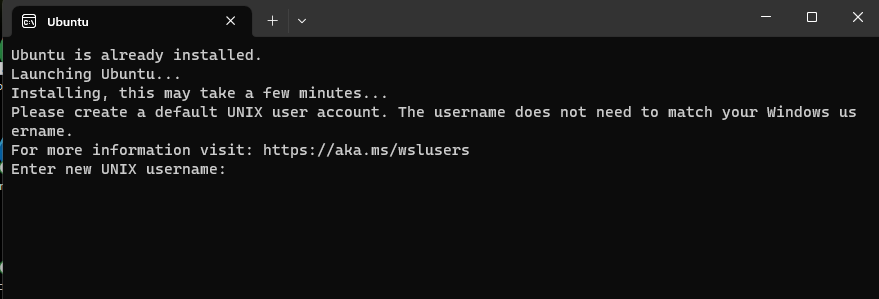 Ubuntu
Ubuntu is already installed.
Launching Ubuntu...
Installing, this may take a few minutes...
Please create a default UNIX user account. The username does not need to match your Windows us
ername.
For more information visit: https://aka.ms/wslusers
Enter new UNIX username: